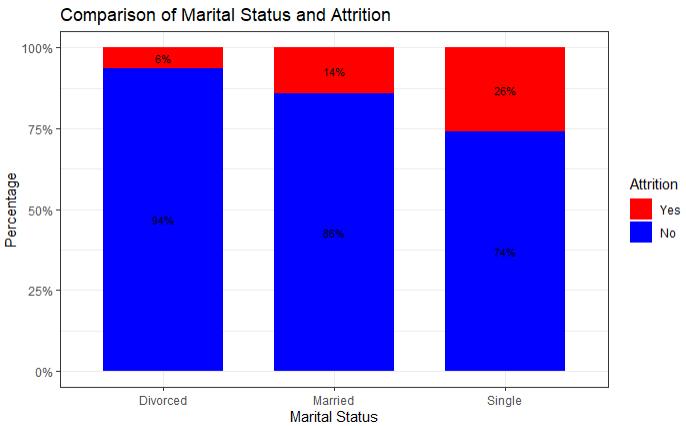 Comparison of Marital Status and Attrition
100%
75%
50%
25%
0%
Percentage
6%
14%
26%
94%
86%
74%
Divorced
Married
Single
Marital Status
Attrition
Yes
No